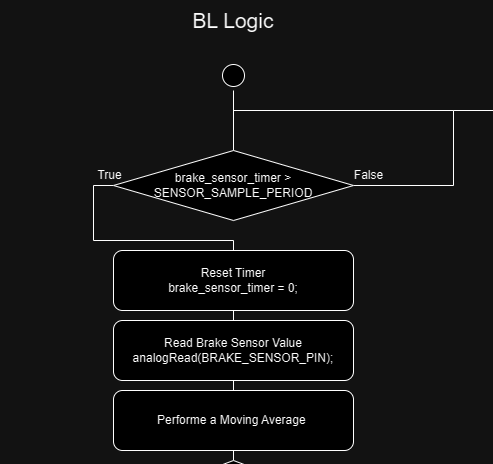 BL Logic
brake_sensor_timer >
SENSOR_SAMPLE_PERIOD
True
False
Reset Timer
brake_sensor_timer = 0;
Read Brake Sensor Value
analogRead(BRAKE_SENSOR_PIN);
Performe a Moving Average